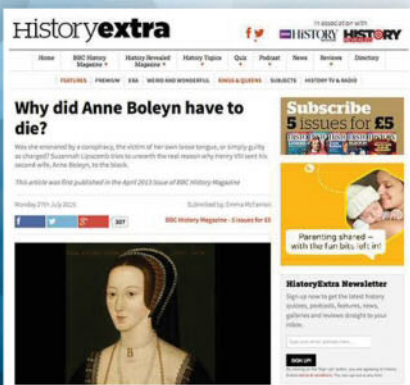 Historyextra
In association with
HISTORY HISTORY
Home BBC History Magazine History Revealed Magazine History Topics Quiz Podcast News Reviews Directory
FEATURES PREMIUM ERA WEIRD AND WONDERFUL KINGS & QUEENS SUBJECTS HISTORY TV & RADIO
Why did Anne Boleyn have to
die?
Was she ensnared by a conspiracy, the victim of her own loose tongue, or simply guilty
as charged? Suzannah Lipscomb tries to unearth the real reason why Henry VIII sent his
second wife, Anne Boleyn, to the block.
This article was first published in the April 2013 issue of BBC History Magazine
Monday 27th July 2015
Submitted by: Emma McFarnon
f
g+
307
BBC History Magazine - 5 issues for £5
B
Subscribe
5 issues for £5
Parenting shared –
with the fun bits left in!
HistoryExtra Newsletter
Sign up now to get the latest history
quizzes, podcasts, features, news,
galleries and reviews straight to your
inbox.
SIGN UP!